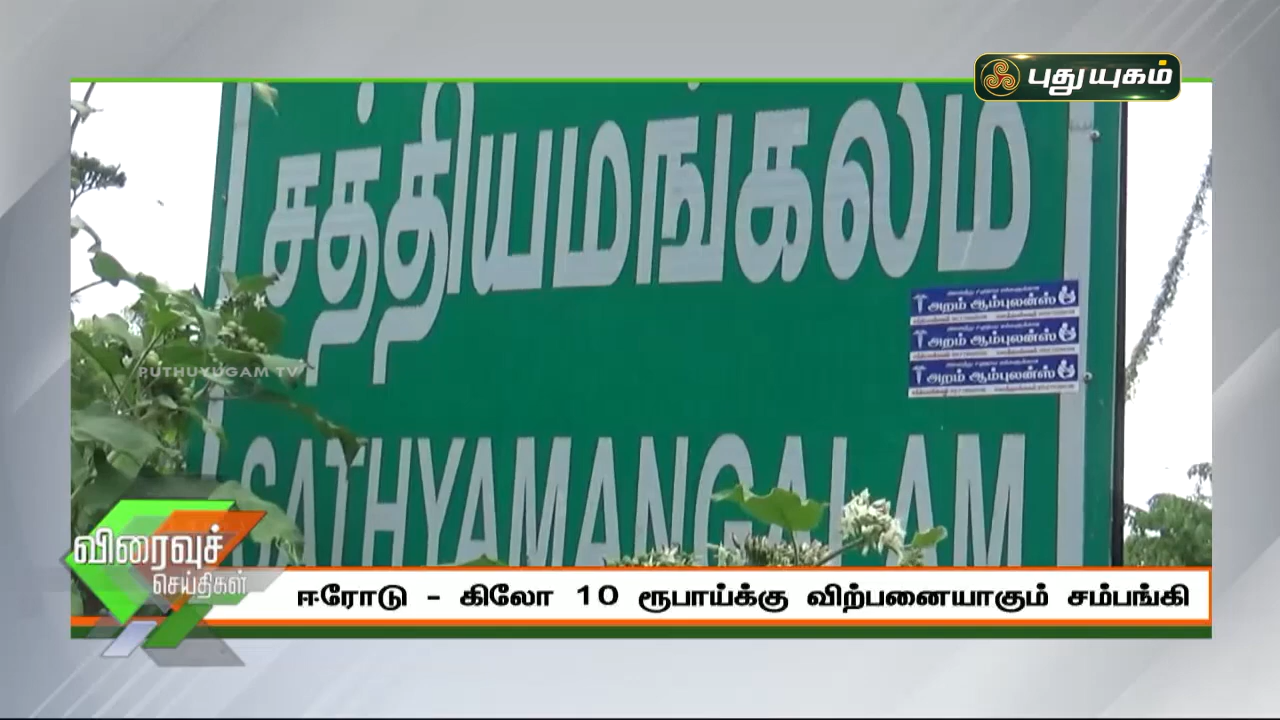 புதுயுகம்
சத்தியமங்கலம்
அறம் ஆம்புலன்ஸ்
அறம் ஆம்புலன்ஸ்
அறம் ஆம்புலன்ஸ்
PUTHUYUGAM TV
SATHYAMANGALAM
விரைவுச்
செய்திகள்
ஈரோடு - கிலோ 10 ரூபாய்க்கு விற்பனையாகும் சம்பங்கி